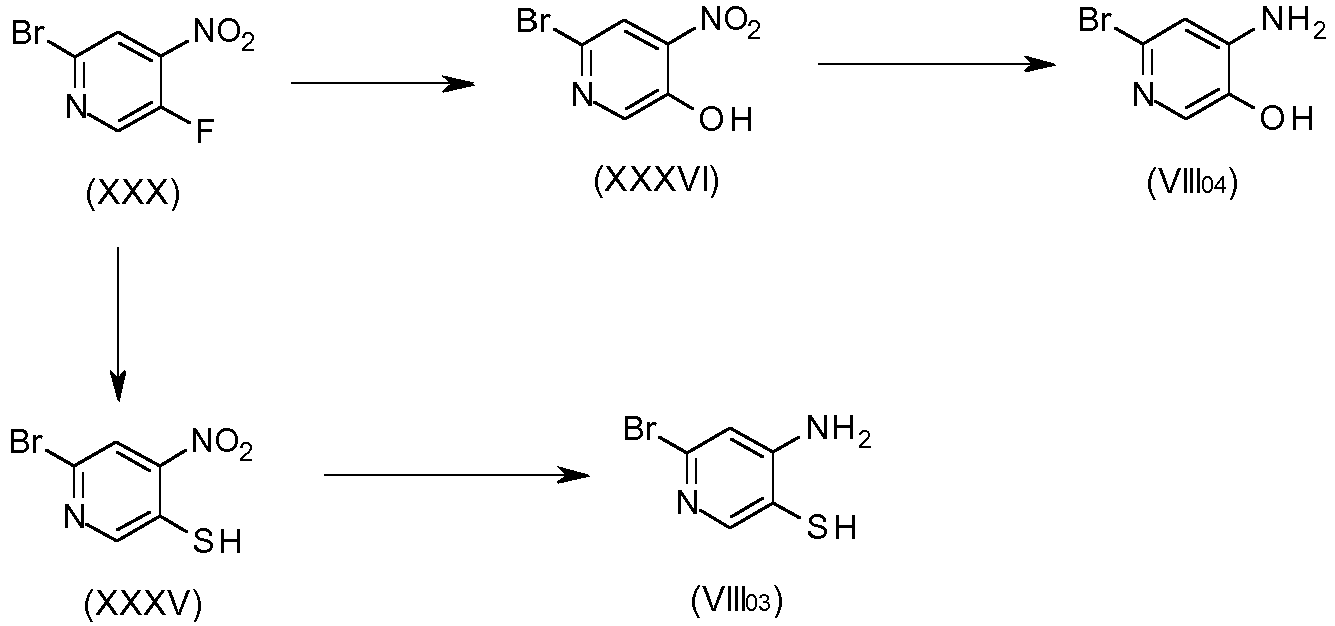 Br NO2 N F
(XXX)
Br NO2 N OH
(XXXVI)
Br NH2 N OH
(VIII04)
Br NO2 N SH
(XXXV)
Br NH2 N SH
(VIII03)